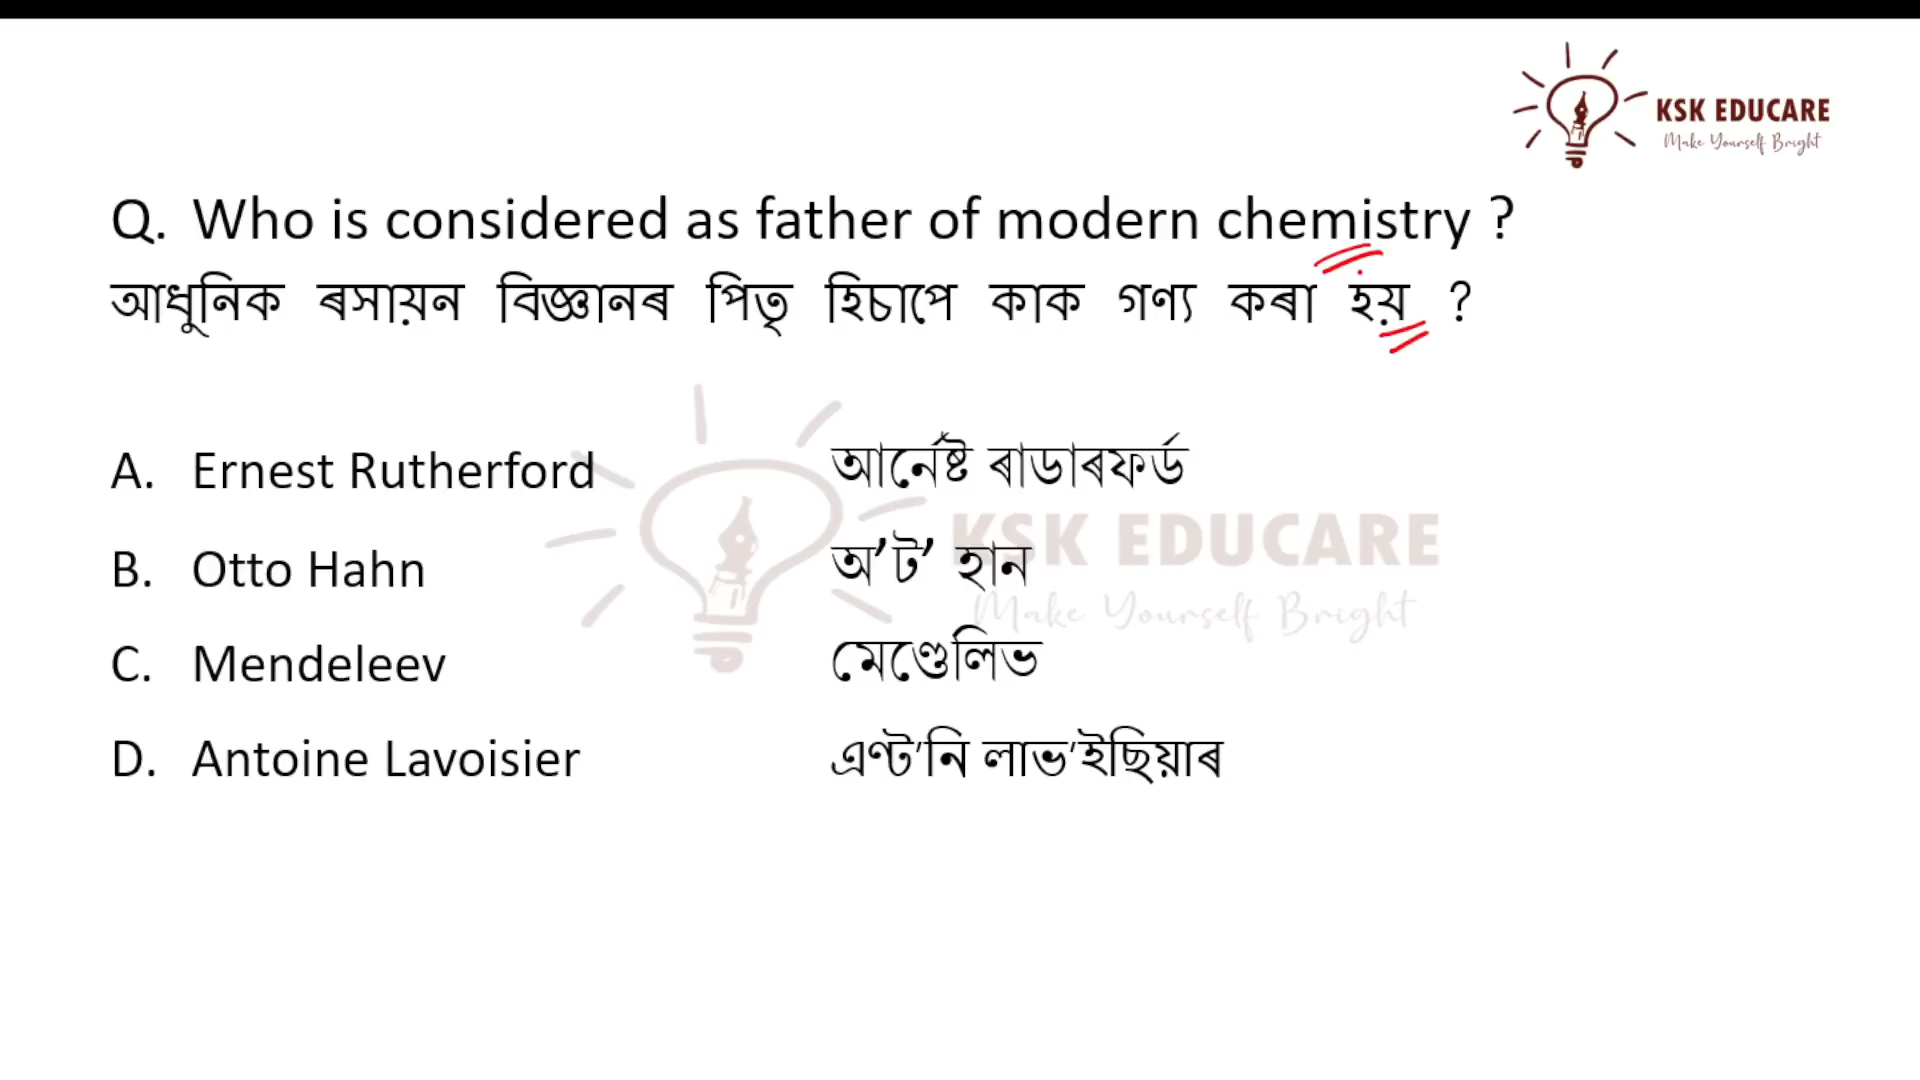 KSK EDUCARE
Make Yourself Bright
Q. Who is considered as father of modern chemistry ?
আধুনিক ৰসায়ন বিজ্ঞানৰ পিতৃ হিচাপে কাক গণ্য কৰা হয় ?
A. Ernest Rutherford আৰ্নেষ্ট ৰাডাৰফৰ্ড
B. Otto Hahn অ’ট’ হান
C. Mendeleev মেণ্ডেলিভ
D. Antoine Lavoisier এণ্ট’নি লাভ’ইছিয়াৰ
KSK EDUCARE
Make Yourself Bright